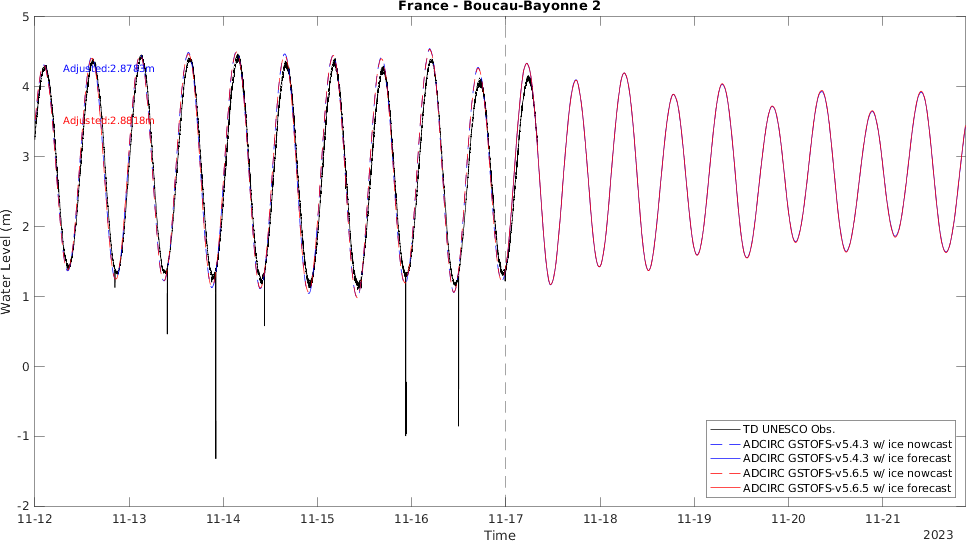 France - Boucau-Bayonne 2
5
4
3
2
1
0
-1
-2
Water Level (m)
Adjusted:2.8783m
Adjusted:2.8818m
TD UNESCO Obs.
ADCIRC GSTOFS-v5.4.3 w/ ice nowcast
ADCIRC GSTOFS-v5.4.3 w/ ice forecast
ADCIRC GSTOFS-v5.6.5 w/ ice nowcast
ADCIRC GSTOFS-v5.6.5 w/ ice forecast
11-12 11-13 11-14 11-15 11-16 11-17 11-18 11-19 11-20 11-21
Time
2023